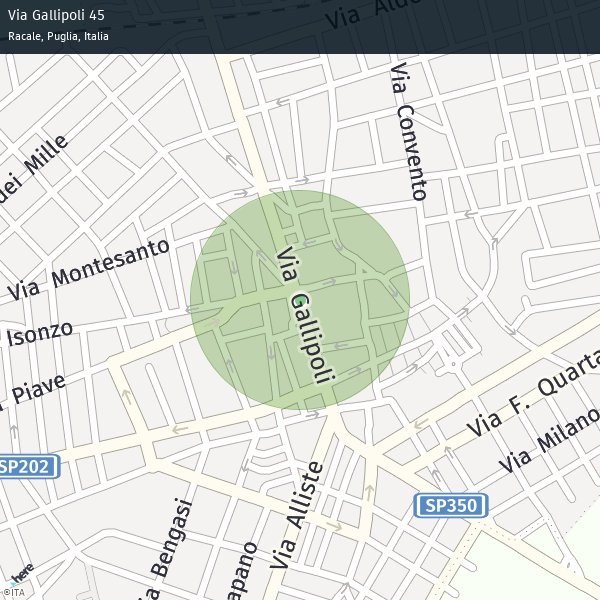 Via Gallipoli 45
Racale, Puglia, Italia
Via Aldo
Via Convento
dei Mille
Via Montesanto
Via Gallipoli
Isonzo
Piave
Via F. Quarta
Via Milano
SP202
SP350
Via Alliste
Via Bengasi
apano
here
©ITA